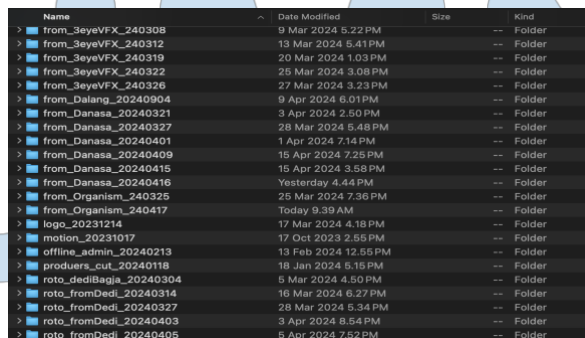 Name Date Modified Size Kind
from_3eyeVFX_240308 9 Mar 2024 5.22 PM -- Folder
from_3eyeVFX_240312 13 Mar 2024 5.41 PM -- Folder
from_3eyeVFX_240319 20 Mar 2024 1.03 PM -- Folder
from_3eyeVFX_240322 25 Mar 2024 3.08 PM -- Folder
from_3eyeVFX_240326 27 Mar 2024 3.23 PM -- Folder
from_Dalang_20240904 9 Apr 2024 6.01 PM -- Folder
from_Danasa_20240321 3 Apr 2024 2.50 PM -- Folder
from_Danasa_20240327 28 Mar 2024 5.48 PM -- Folder
from_Danasa_20240401 1 Apr 2024 7.14 PM -- Folder
from_Danasa_20240409 15 Apr 2024 7.25 PM -- Folder
from_Danasa_20240415 15 Apr 2024 3.58 PM -- Folder
from_Danasa_20240416 Yesterday 4.44 PM -- Folder
from_Organism_240325 25 Mar 2024 7.36 PM -- Folder
from_Organism_240417 Today 9.39 AM -- Folder
logo_20231214 17 Mar 2024 4.18 PM -- Folder
motion_20231017 17 Oct 2023 2.55 PM -- Folder
offline_admin_20240213 13 Feb 2024 12.55 PM -- Folder
produers_cut_20240118 18 Jan 2024 5.15 PM -- Folder
roto_dediBagja_20240304 5 Mar 2024 4.50 PM -- Folder
roto_fromDedi_20240314 16 Mar 2024 6.27 PM -- Folder
roto_fromDedi_20240327 28 Mar 2024 5.34 PM -- Folder
roto_fromDedi_20240403 3 Apr 2024 8.54 PM -- Folder
roto_fromDedi_20240405 5 Apr 2024 7.52 PM -- Folder